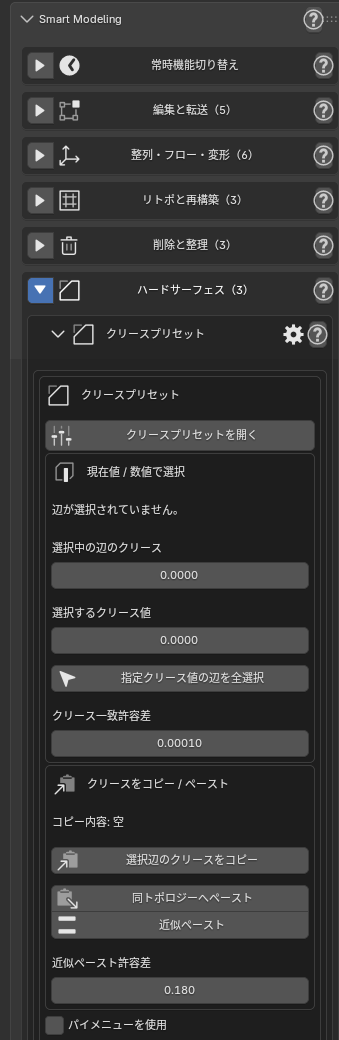 Smart Modeling
常時機能切り替え
編集と転送（5）
整列・フロー・変形（6）
リトポと再構築（3）
削除と整理（3）
ハードサーフェス（3）
クリースプリセット
クリースプリセット
クリースプリセットを開く
現在値 / 数値で選択
辺が選択されていません。
選択中の辺のクリース
0.0000
選択するクリース値
0.0000
指定クリース値の辺を全選択
クリース一致許容差
0.00010
クリースをコピー / ペースト
コピー内容: 空
選択辺のクリースをコピー
同トポロジーへペースト
近似ペースト
近似ペースト許容差
0.180
パイメニューを使用